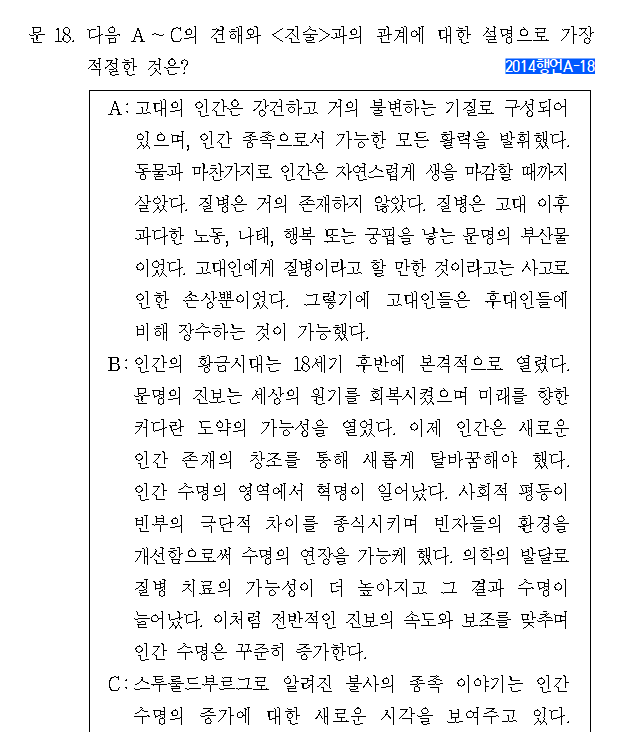 문 18. 다음 A ~ C의 견해와 <진술>과의 관계에 대한 설명으로 가장
적절한 것은?
2014행언A-18
A: 고대의 인간은 강건하고 거의 불변하는 기질로 구성되어
있으며, 인간 종족으로서 가능한 모든 활력을 발휘했다.
동물과 마찬가지로 인간은 자연스럽게 생을 마감할 때까지
살았다. 질병은 거의 존재하지 않았다. 질병은 고대 이후
과다한 노동, 나태, 행복 또는 궁핍을 낳는 문명의 부산물
이었다. 고대인에게 질병이라고 할 만한 것이라고는 사고로
인한 손상뿐이었다. 그렇기에 고대인들은 후대인들에
비해 장수하는 것이 가능했다.
B: 인간의 황금시대는 18세기 후반에 본격적으로 열렸다.
문명의 진보는 세상의 원기를 회복시켰으며 미래를 향한
커다란 도약의 가능성을 열었다. 이제 인간은 새로운
인간 존재의 창조를 통해 새롭게 탈바꿈해야 했다.
인간 수명의 영역에서 혁명이 일어났다. 사회적 평등이
빈부의 극단적 차이를 종식시키며 빈자들의 환경을
개선함으로써 수명의 연장을 가능케 했다. 의학의 발달로
질병 치료의 가능성이 더 높아지고 그 결과 수명이
늘어났다. 이처럼 전반적인 진보의 속도와 보조를 맞추며
인간 수명은 꾸준히 증가한다.
C: 스투룰드부르그로 알려진 불사의 종족 이야기는 인간
수명의 증가에 대한 새로운 시각을 보여주고 있다.